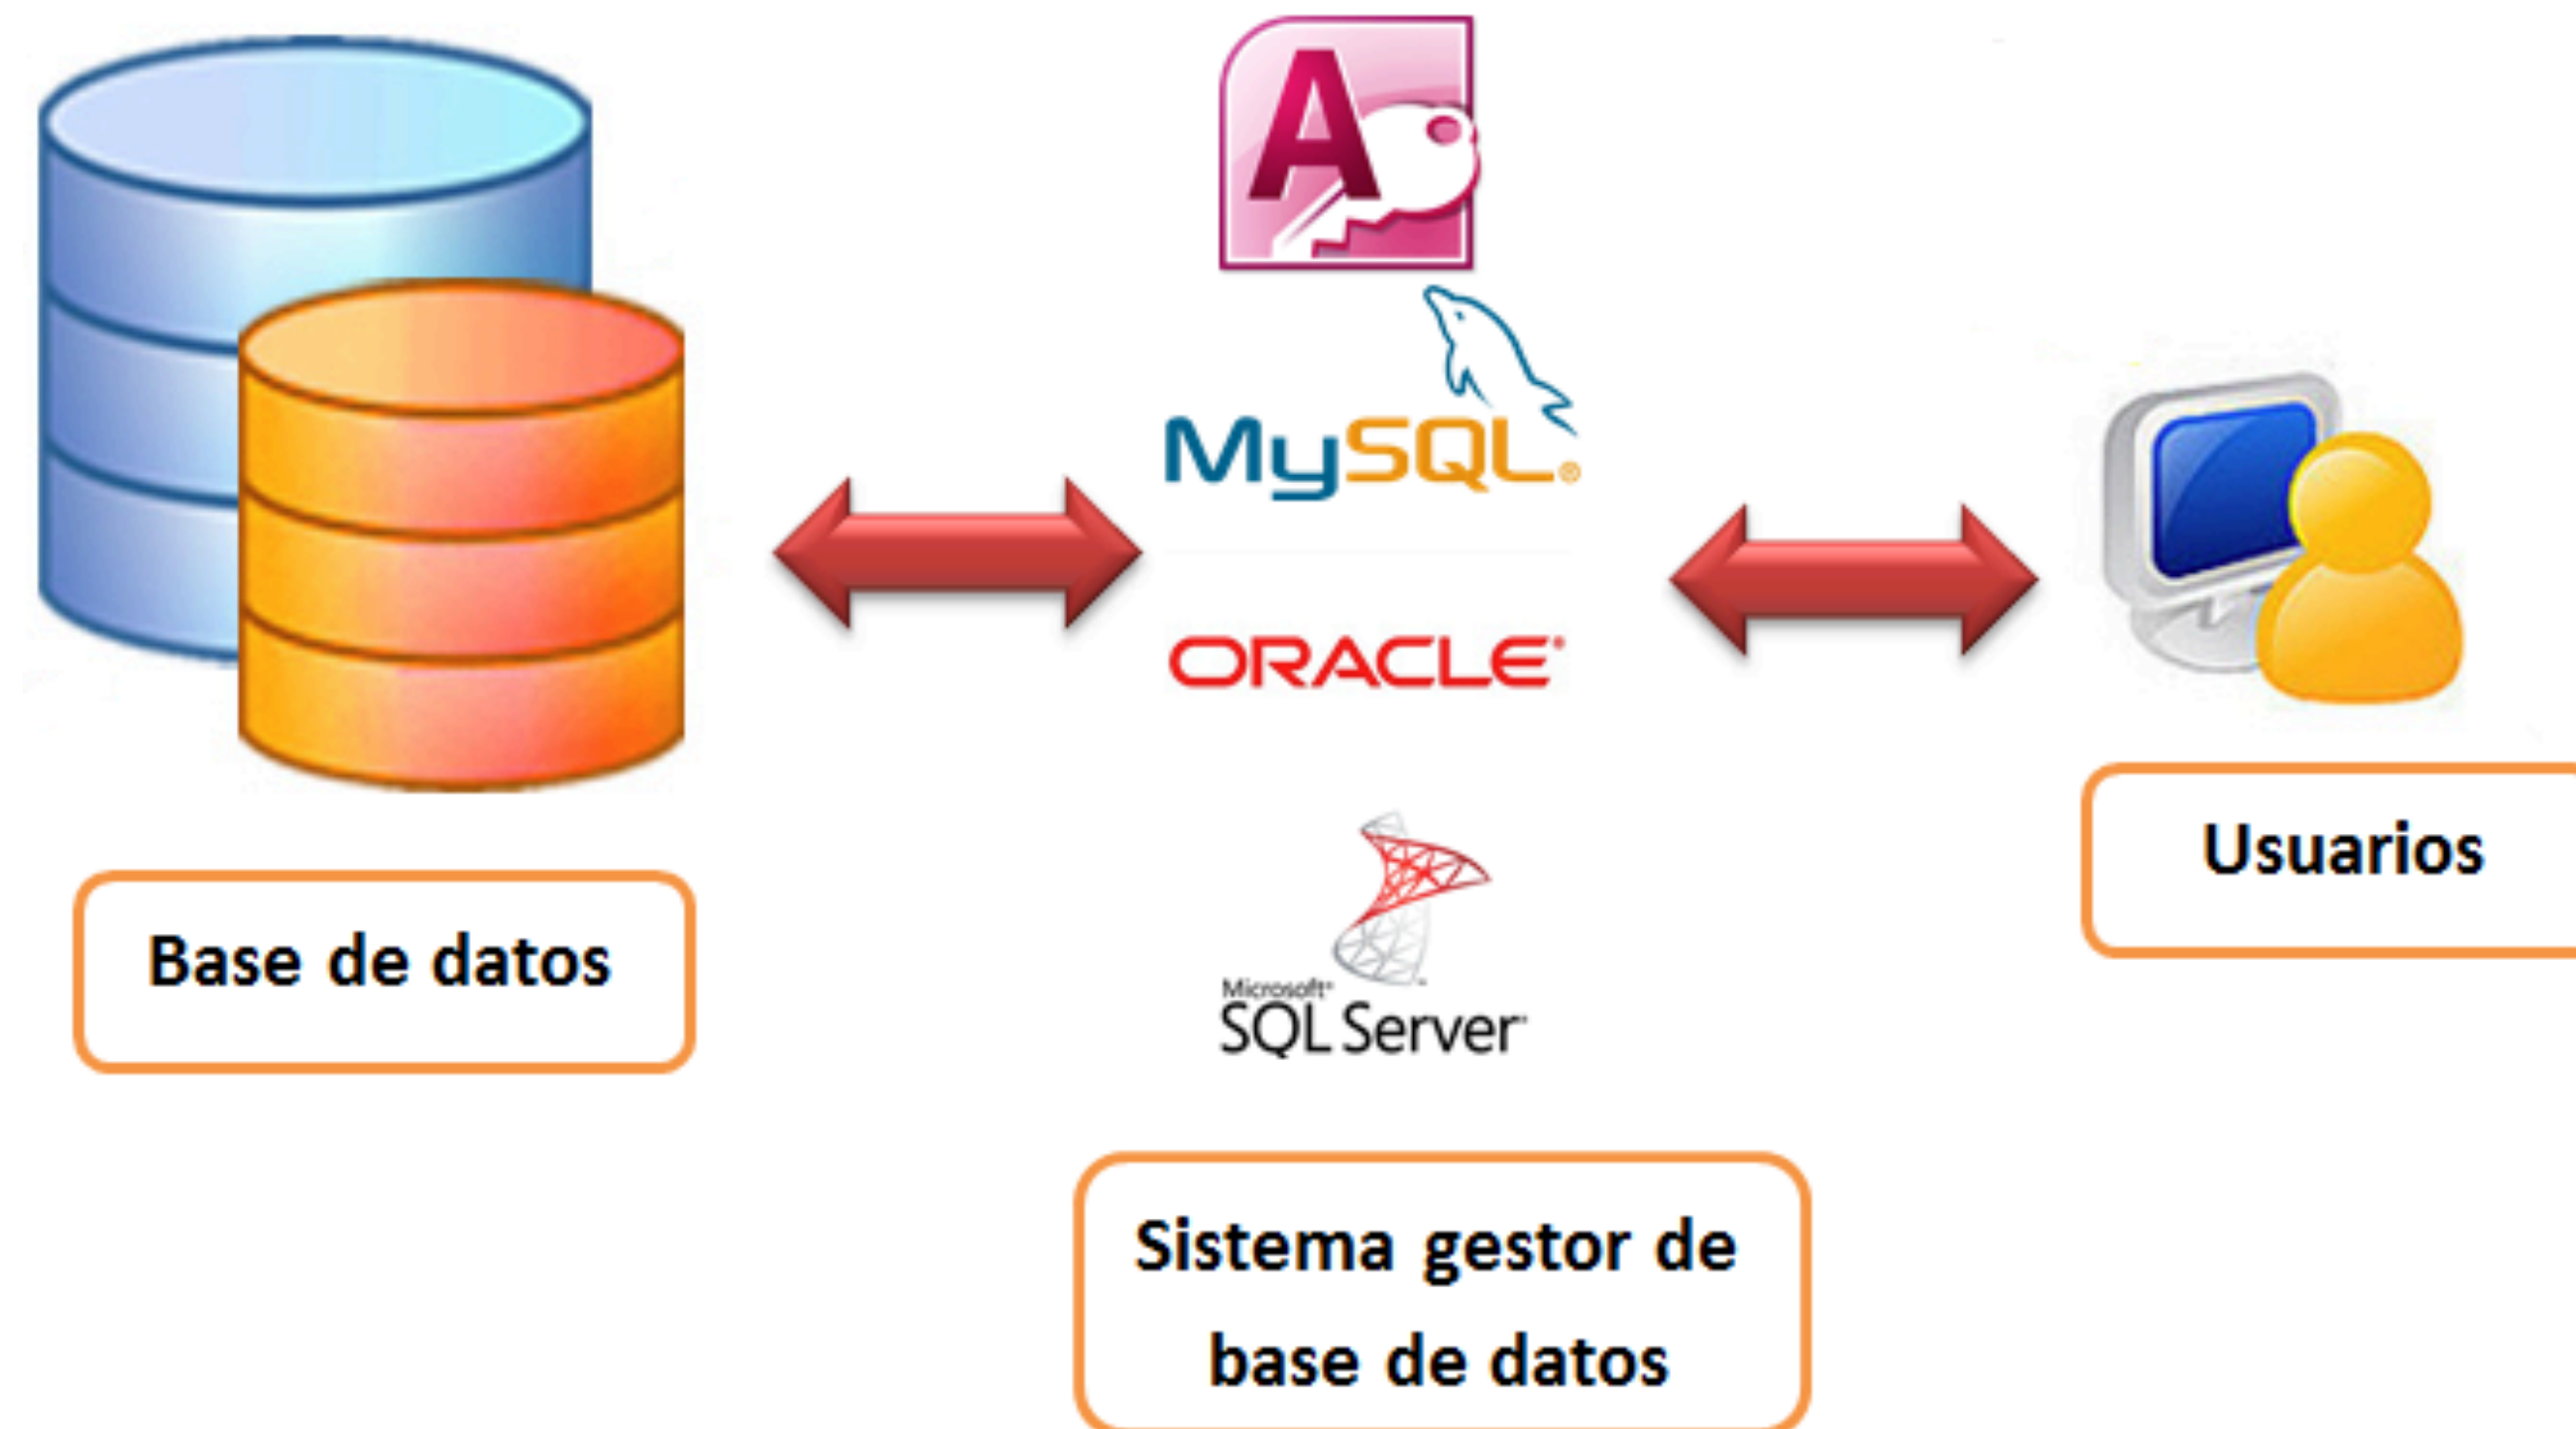 A
MySQL®
ORACLE®
Microsoft®
SQL Server
Usuarios
Base de datos
Sistema gestor de
base de datos